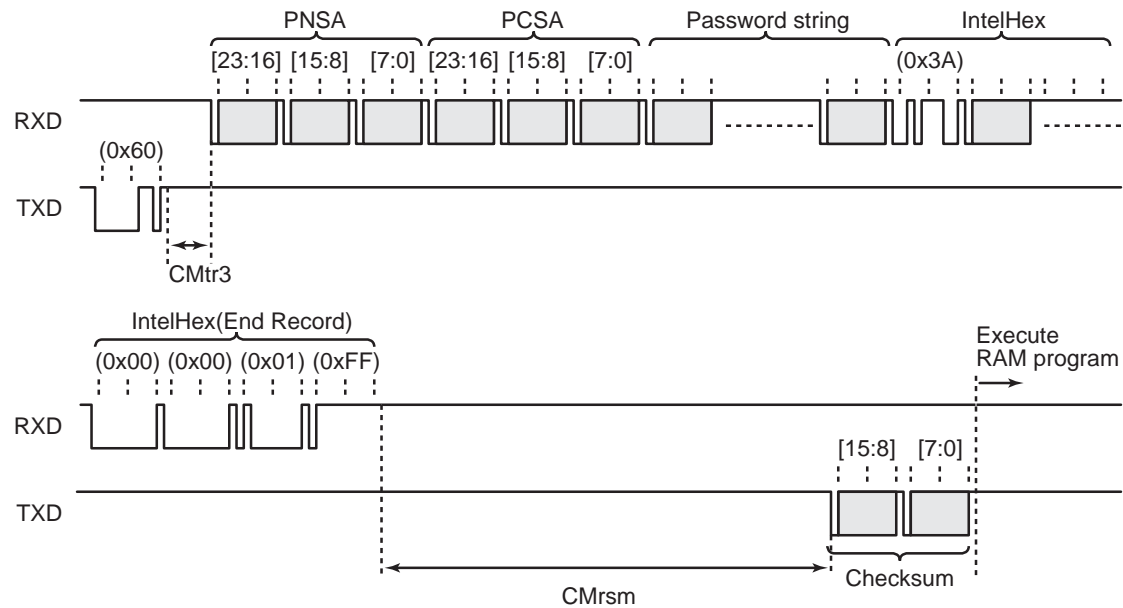 PNSA PCSA Password string IntelHex
[23:16] [15:8] [7:0] [23:16] [15:8] [7:0] (0x3A)
RXD
(0x60)
TXD
CMtr3
IntelHex(End Record)
(0x00) (0x00) (0x01) (0xFF)
Execute
RAM program
RXD
[15:8] [7:0]
TXD
Checksum
CMrsm